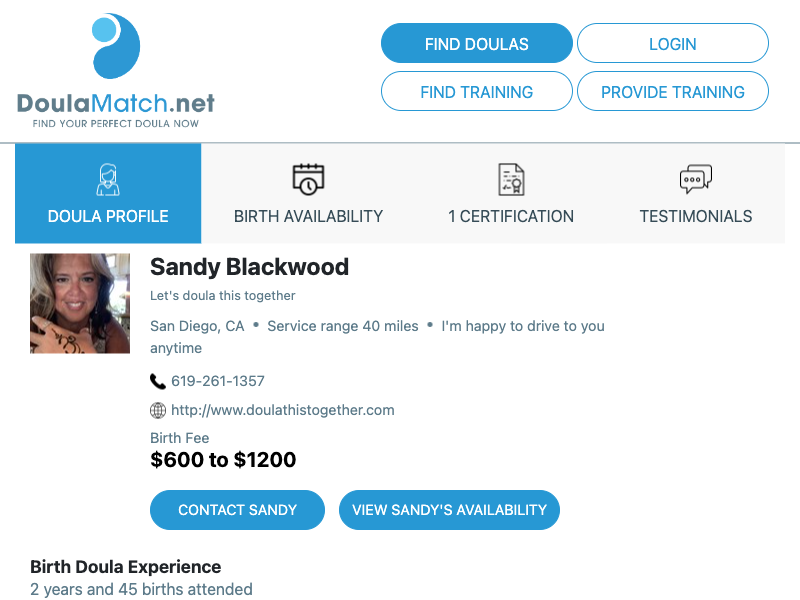 DoulaMatch.net
FIND YOUR PERFECT DOULA NOW
FIND DOULAS
LOGIN
FIND TRAINING
PROVIDE TRAINING
DOULA PROFILE
BIRTH AVAILABILITY
1 CERTIFICATION
TESTIMONIALS
Sandy Blackwood
Let's doula this together
San Diego, CA • Service range 40 miles • I'm happy to drive to you
anytime
619-261-1357
http://www.doulathistogether.com
Birth Fee
$600 to $1200
CONTACT SANDY
VIEW SANDY'S AVAILABILITY
Birth Doula Experience
2 years and 45 births attended